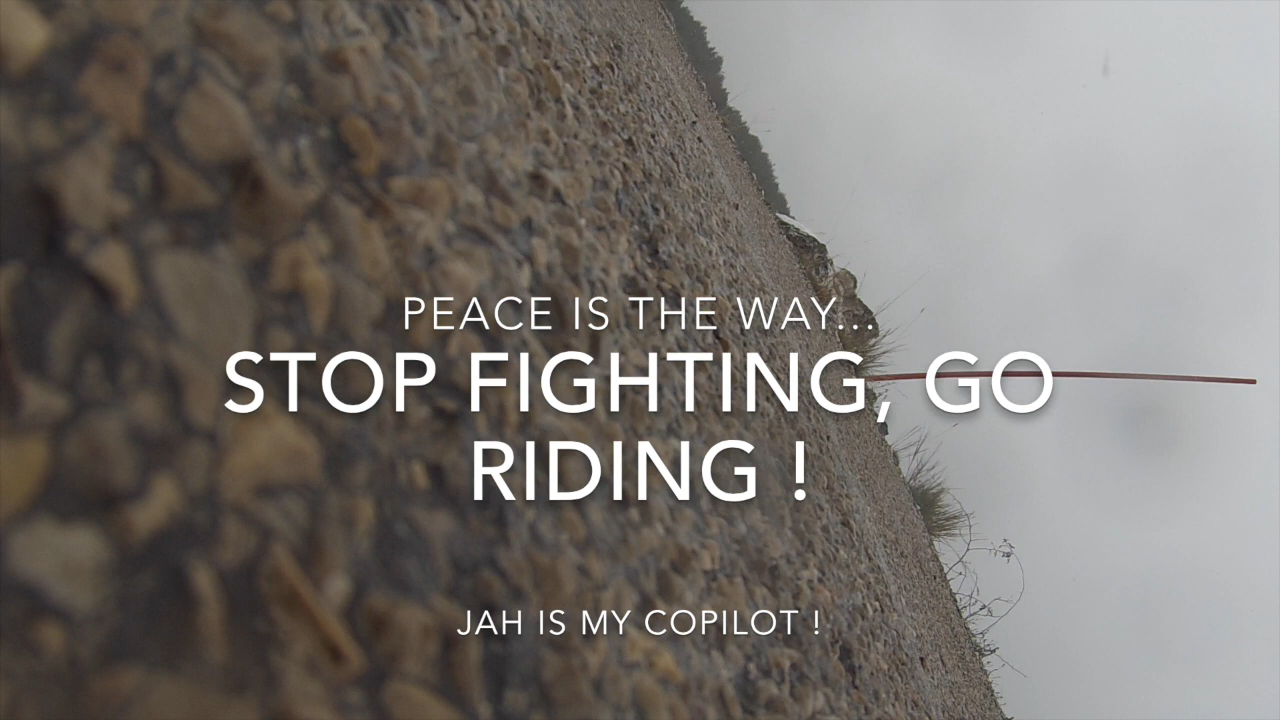 PEACE IS THE WAY...
STOP FIGHTING, GO
RIDING !
JAH IS MY COPILOT !